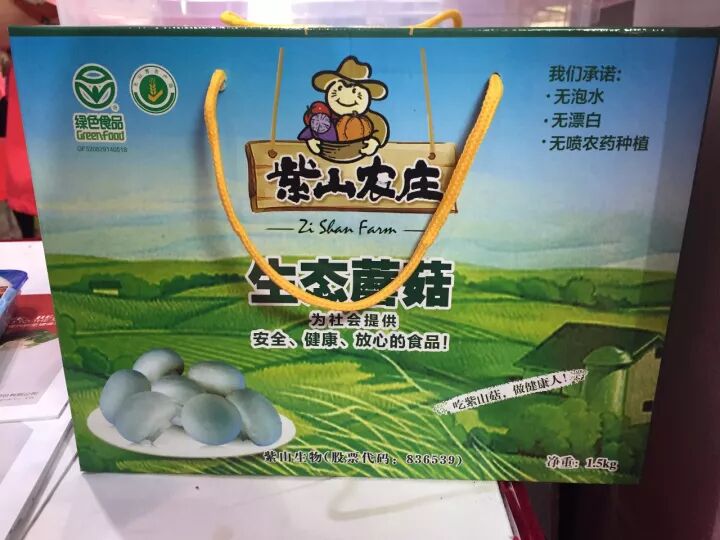 我们承诺:
·无泡水
·无漂白
·无喷农药种植
绿色食品
GreenFood
GF520829140518
紫山农庄
Zi Shan Farm
生态蘑菇
为社会提供
安全、健康、放心的食品!
吃紫山菇,做健康人!
紫山生物(股票代码:836539)
净重:1.5kg